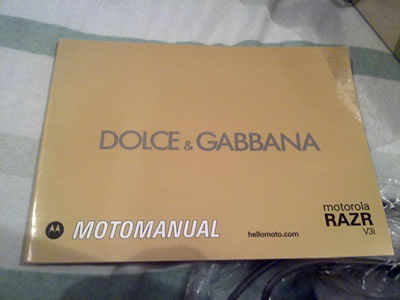 DOLCE & GABBANA
motorola
RAZR
V3i
MOTOMANUAL
hellomoto.com